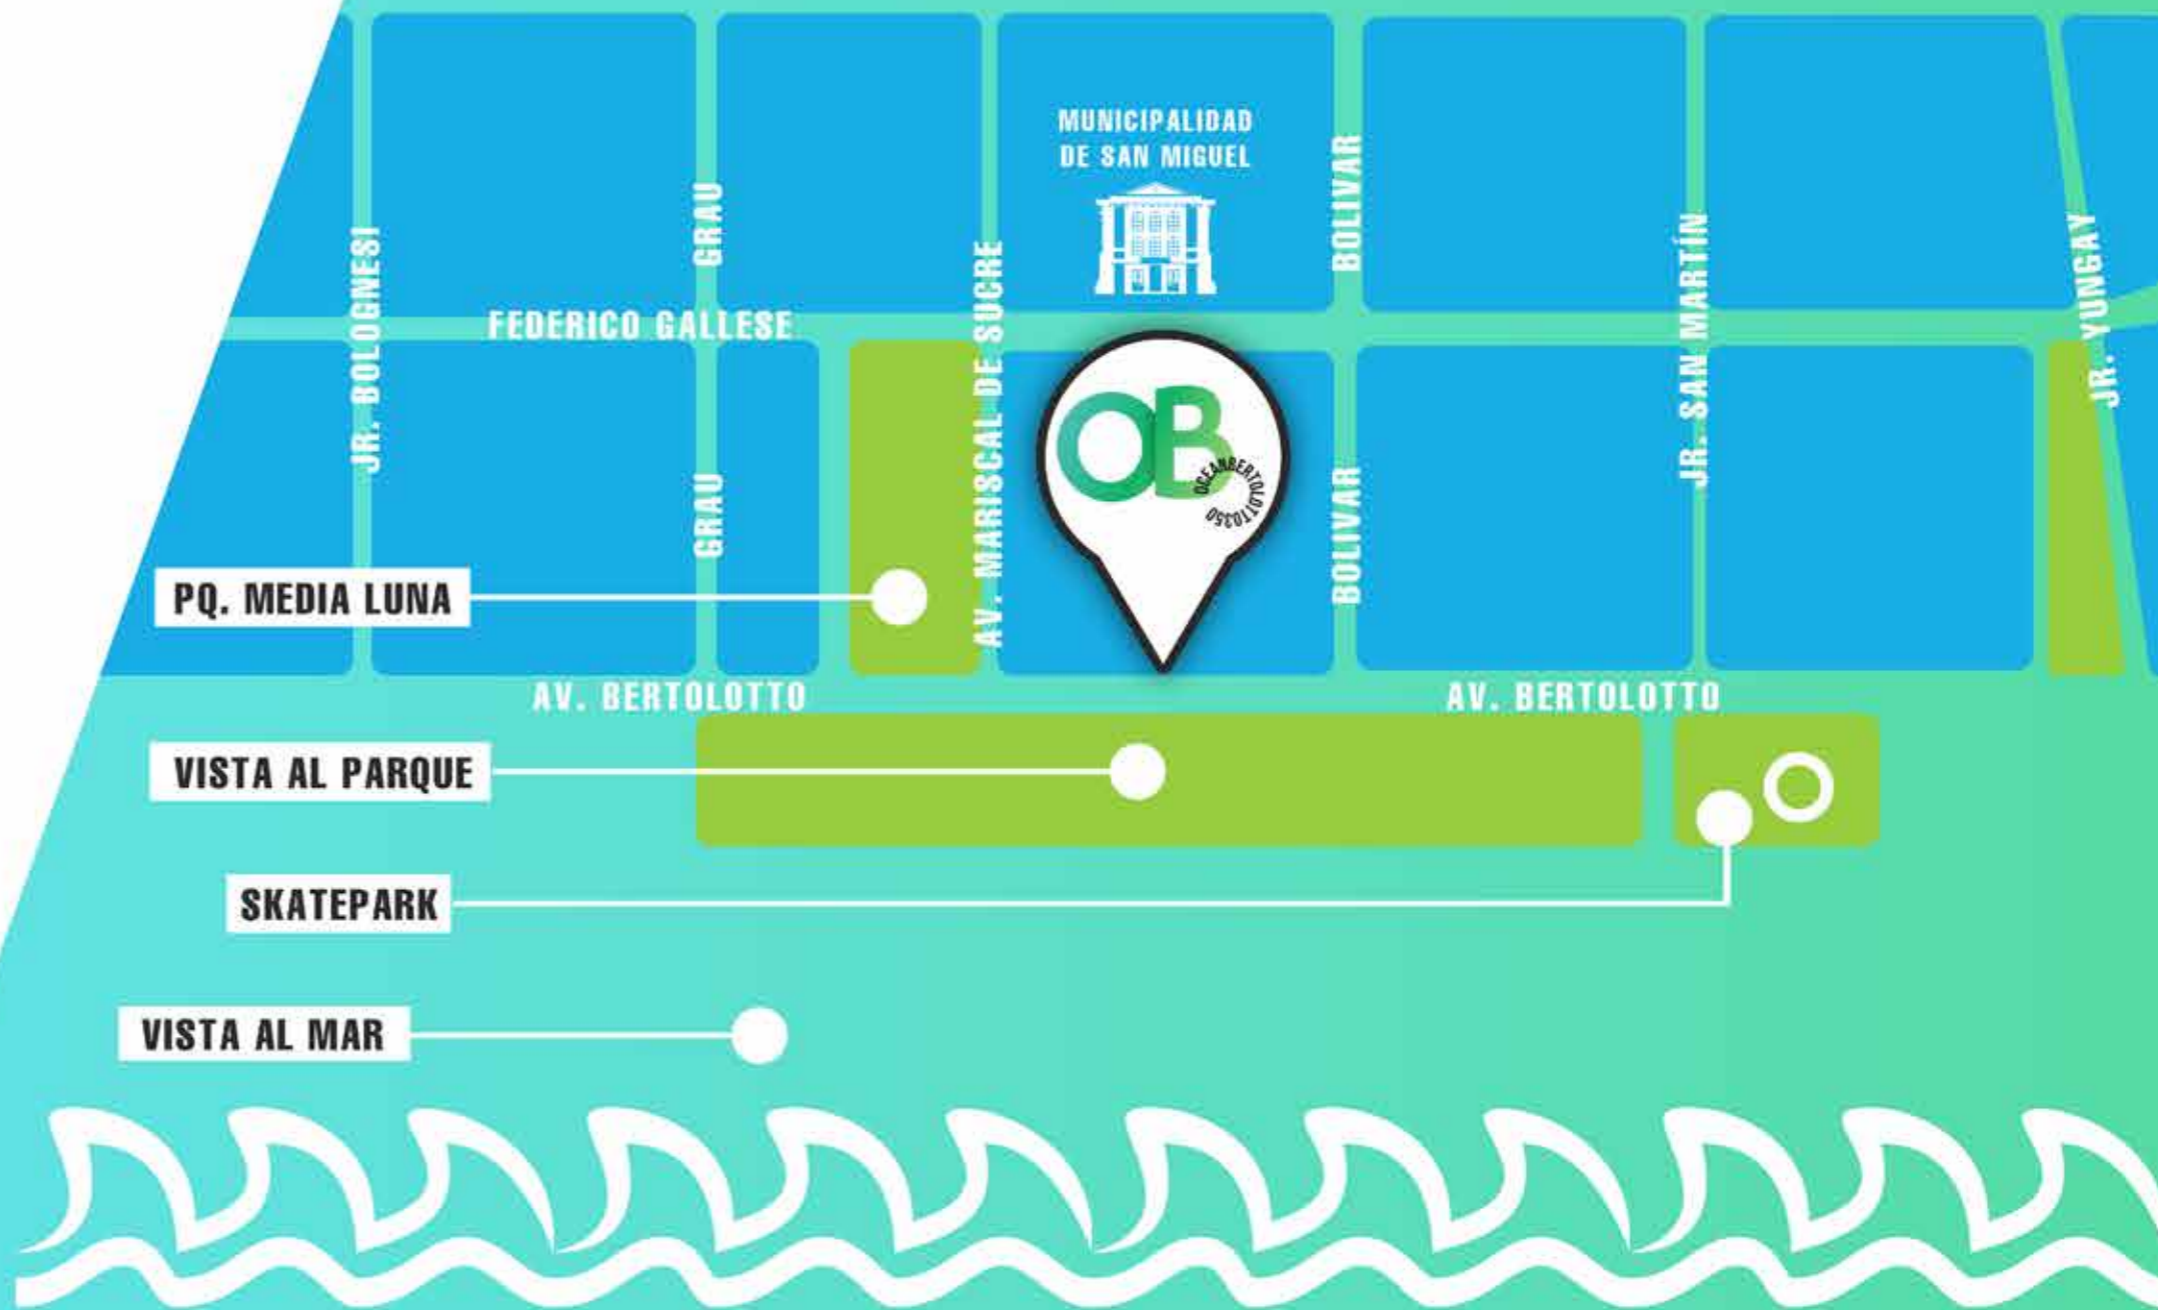 MUNICIPALIDAD
DE SAN MIGUEL
JR. BOLOGNESI
GRAU
FEDERICO GALLESE
AV. MARISCAL DE SUCRE
BOLIVAR
JR. SAN MARTÍN
JR. YUNGAY
OB
OCEANBERTOLOTTO350
GRAU
BOLIVAR
PQ. MEDIA LUNA
AV. BERTOLOTTO
AV. BERTOLOTTO
VISTA AL PARQUE
SKATEPARK
VISTA AL MAR